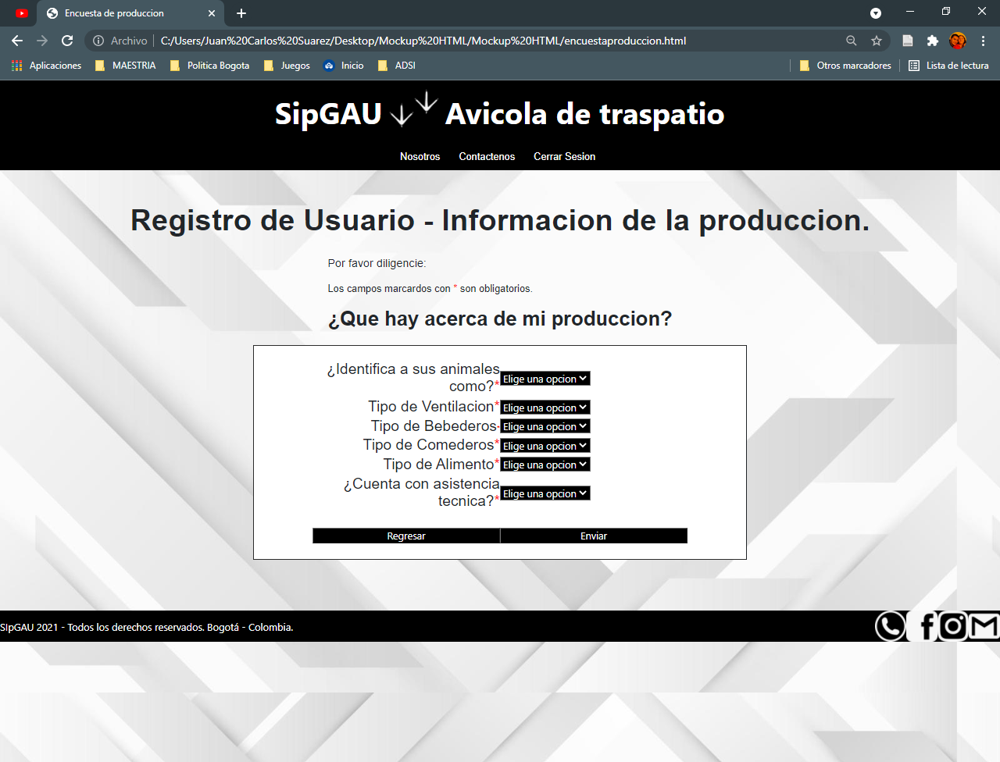 Encuesta de produccion
Archivo | C:/Users/Juan%20Carlos%20Suarez/Desktop/Mockup%20HTML/Mockup%20HTML/encuestaproduccion.html
Aplicaciones MAESTRIA Politica Bogota Juegos Inicio ADSI Otros marcadores Lista de lectura
SipGAU Avicola de traspatio
Nosotros Contactenos Cerrar Sesion
Registro de Usuario - Informacion de la produccion.
Por favor diligencie:
Los campos marcardos con * son obligatorios.
¿Que hay acerca de mi produccion?
¿Identifica a sus animales
como?* Elige una opcion
Tipo de Ventilacion* Elige una opcion
Tipo de Bebederos- Elige una opcion
Tipo de Comederos* Elige una opcion
Tipo de Alimento* Elige una opcion
¿Cuenta con asistencia
tecnica?* Elige una opcion
Regresar Enviar
SIpGAU 2021 - Todos los derechos reservados. Bogotá - Colombia.